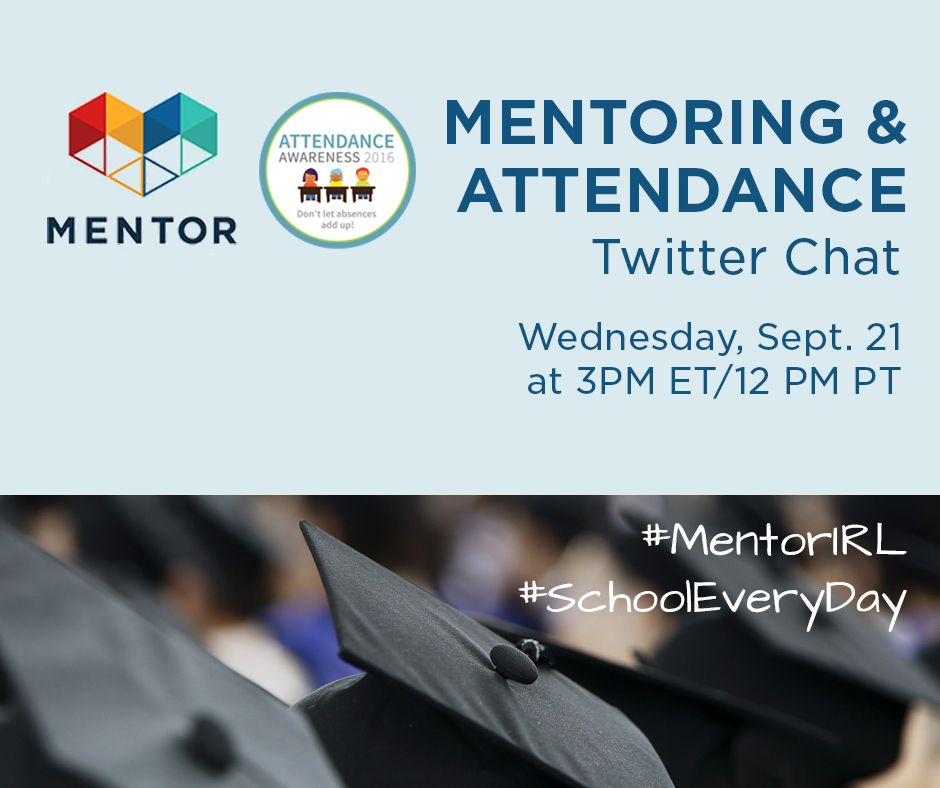 MENTOR
ATTENDANCE
AWARENESS 2016
Don't let absences
add up!
MENTORING &
ATTENDANCE
Twitter Chat
Wednesday, Sept. 21
at 3PM ET/12 PM PT
#MentorIRL
#SchoolEveryDay